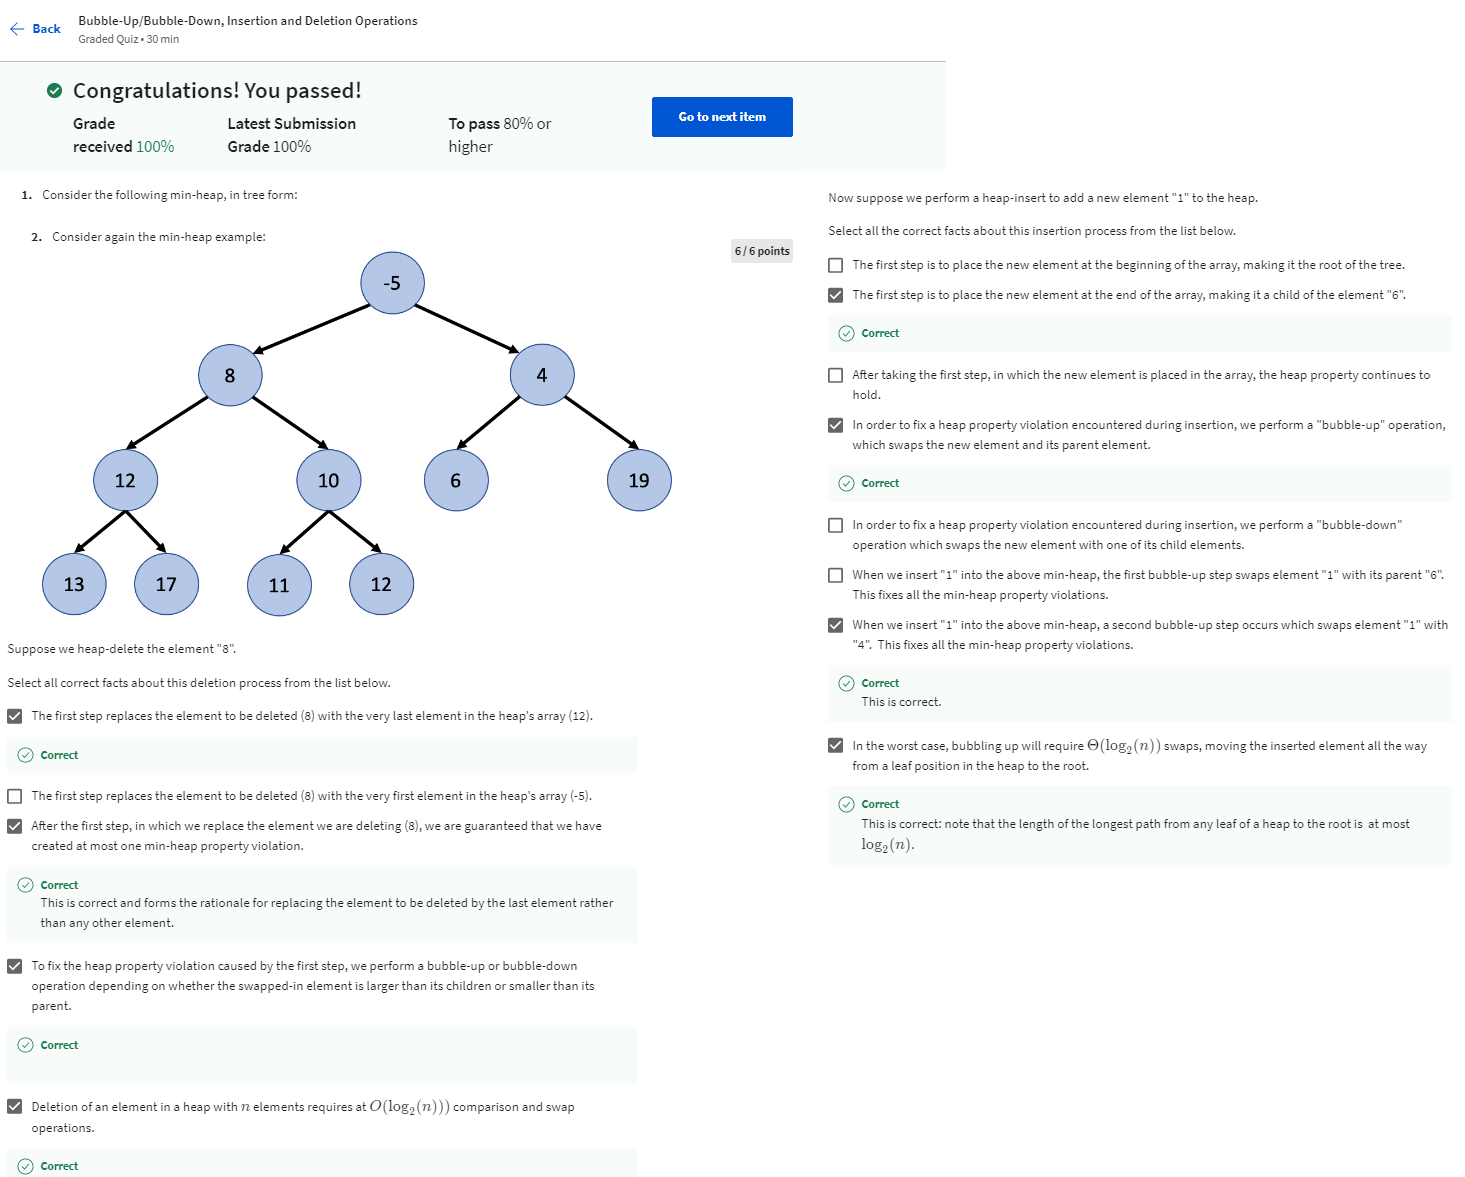 Back
Bubble-Up/Bubble-Down, Insertion and Deletion Operations
Graded Quiz • 30 min
Congratulations! You passed!
Grade received 100%
Latest Submission Grade 100%
To pass 80% or higher
Go to next item
1. Consider the following min-heap, in tree form:
2. Consider again the min-heap example:
6 / 6 points
-5
8
4
12
10
6
19
13
17
11
12
Suppose we heap-delete the element "8".
Select all correct facts about this deletion process from the list below.
The first step replaces the element to be deleted (8) with the very last element in the heap's array (12).
Correct
The first step replaces the element to be deleted (8) with the very first element in the heap's array (-5).
After the first step, in which we replace the element we are deleting (8), we are guaranteed that we have
created at most one min-heap property violation.
Correct
This is correct and forms the rationale for replacing the element to be deleted by the last element rather
than any other element.
To fix the heap property violation caused by the first step, we perform a bubble-up or bubble-down
operation depending on whether the swapped-in element is larger than its children or smaller than its
parent.
Correct
Deletion of an element in a heap with n elements requires at O(log₂(n))) comparison and swap
operations.
Correct
Now suppose we perform a heap-insert to add a new element "1" to the heap.
Select all the correct facts about this insertion process from the list below.
The first step is to place the new element at the beginning of the array, making it the root of the tree.
The first step is to place the new element at the end of the array, making it a child of the element "6".
Correct
After taking the first step, in which the new element is placed in the array, the heap property continues to
hold.
In order to fix a heap property violation encountered during insertion, we perform a "bubble-up" operation,
which swaps the new element and its parent element.
Correct
In order to fix a heap property violation encountered during insertion, we perform a "bubble-down"
operation which swaps the new element with one of its child elements.
When we insert "1" into the above min-heap, the first bubble-up step swaps element "1" with its parent "6".
This fixes all the min-heap property violations.
When we insert "1" into the above min-heap, a second bubble-up step occurs which swaps element "1" with
"4". This fixes all the min-heap property violations.
Correct
This is correct.
In the worst case, bubbling up will require Θ(log₂(n)) swaps, moving the inserted element all the way
from a leaf position in the heap to the root.
Correct
This is correct: note that the length of the longest path from any leaf of a heap to the root is at most
log₂(n).